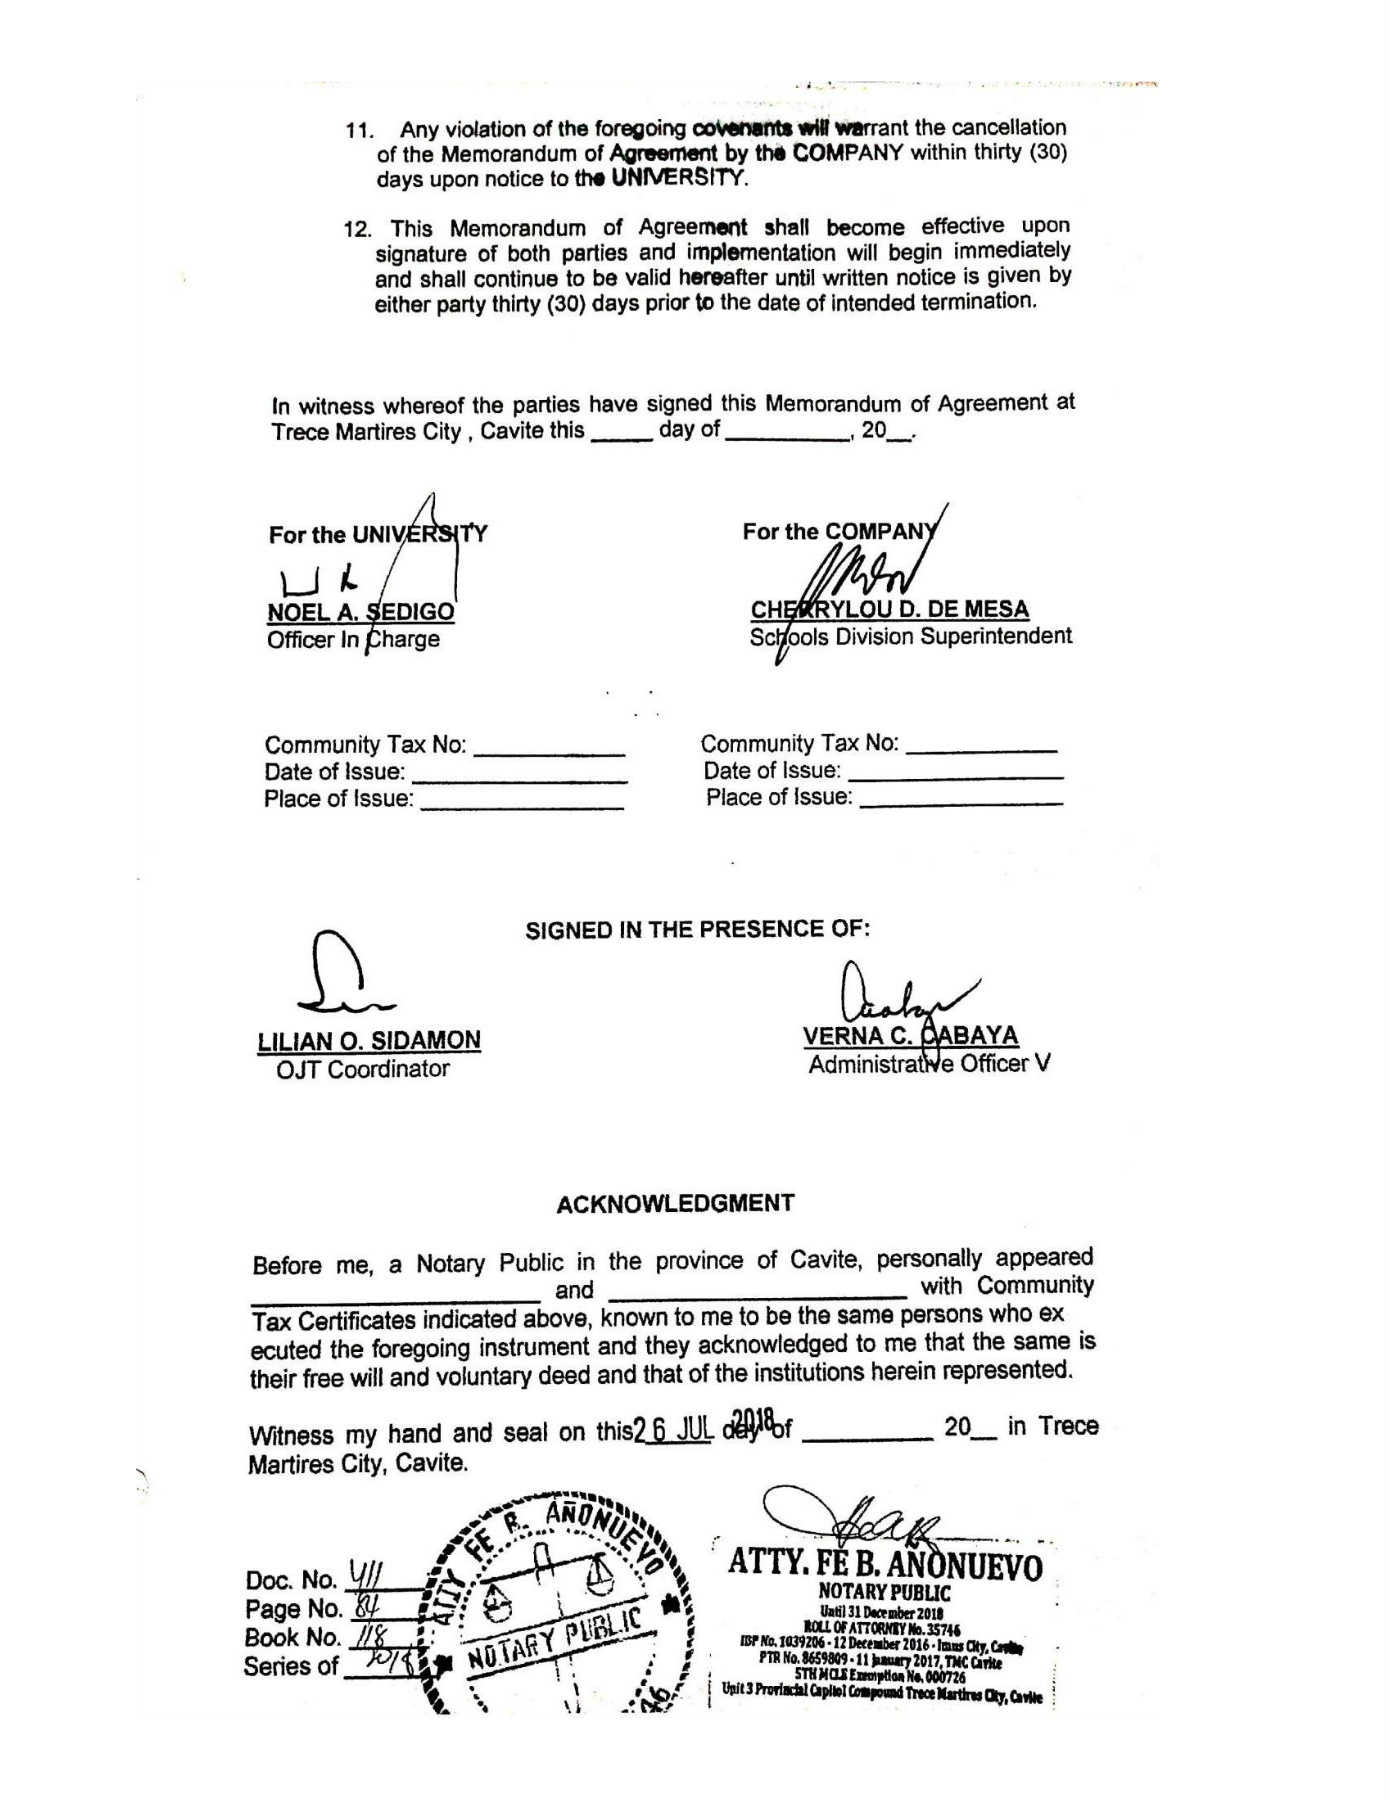 11. Any violation of the foregoing covenants will warrant the cancellation
of the Memorandum of Agreement by the COMPANY within thirty (30)
days upon notice to the UNIVERSITY.
12. This Memorandum of Agreement shall become effective upon
signature of both parties and implementation will begin immediately
and shall continue to be valid hereafter until written notice is given by
either party thirty (30) days prior to the date of intended termination.
In witness whereof the parties have signed this Memorandum of Agreement at
Trece Martires City , Cavite this _____ day of __________, 20__.
For the UNIVERSITY
NOEL A. SEDIGO
Officer In Charge
For the COMPANY
CHERRYLOU D. DE MESA
Schools Division Superintendent
Community Tax No: ____________
Date of Issue: _________________
Place of Issue: ________________
Community Tax No: ____________
Date of Issue: _________________
Place of Issue: ________________
SIGNED IN THE PRESENCE OF:
LILIAN O. SIDAMON
OJT Coordinator
VERNA C. CABAYA
Administrative Officer V
ACKNOWLEDGMENT
Before me, a Notary Public in the province of Cavite, personally appeared
_______________________ and ________________________ with Community
Tax Certificates indicated above, known to me to be the same persons who ex
ecuted the foregoing instrument and they acknowledged to me that the same is
their free will and voluntary deed and that of the institutions herein represented.
Witness my hand and seal on this 26 JUL 2018 day of __________ 20__ in Trece
Martires City, Cavite.
Doc. No. 411
Page No. 84
Book No. 118
Series of 2018
ATTY FE B. AÑONUEVO
NOTARY PUBLIC
ATTY. FE B. AÑONUEVO
NOTARY PUBLIC
Until 31 December 2018
ROLL OF ATTORNEY No. 35746
IBP No. 1039206 - 12 December 2016 - Imus City, Cavite
PTR No. 8659809 - 11 January 2017, TMC Cavite
5TH MCLE Exemption No. 000726
Unit 3 Provincial Capitol Compound Trece Martires City, Cavite